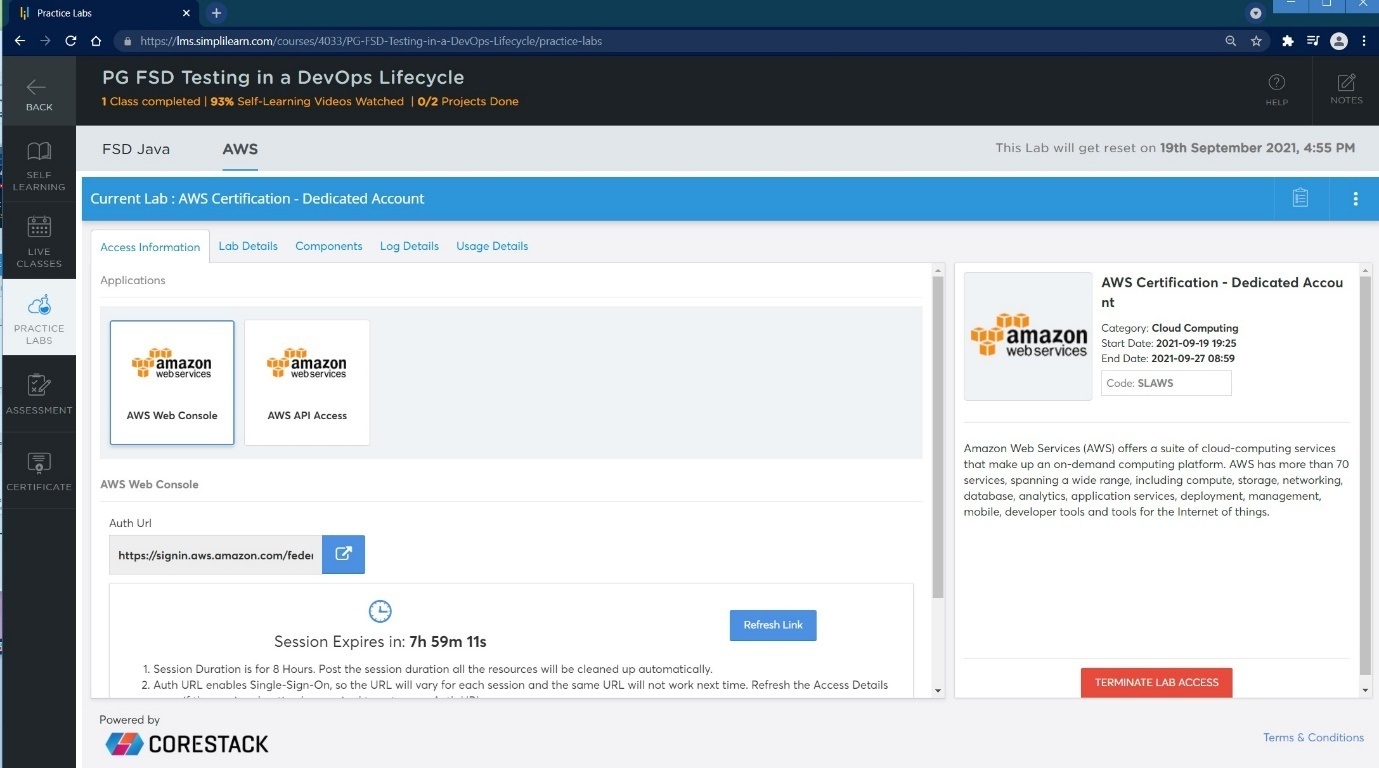 Practice Labs
https://lms.simplilearn.com/courses/4033/PG-FSD-Testing-in-a-DevOps-Lifecycle/practice-labs
BACK
PG FSD Testing in a DevOps Lifecycle
1 Class completed | 93% Self-Learning Videos Watched | 0/2 Projects Done
HELP
NOTES
SELF
LEARNING
LIVE
CLASSES
PRACTICE
LABS
ASSESSMENT
CERTIFICATE
FSD Java
AWS
This Lab will get reset on 19th September 2021, 4:55 PM
Current Lab : AWS Certification - Dedicated Account
Access Information
Lab Details
Components
Log Details
Usage Details
Applications
amazon
webservices
AWS Web Console
amazon
webservices
AWS API Access
AWS Web Console
Auth Url
https://signin.aws.amazon.com/feder
Session Expires in: 7h 59m 11s
Refresh Link
1. Session Duration is for 8 Hours. Post the session duration all the resources will be cleaned up automatically.
2. Auth URL enables Single-Sign-On, so the URL will vary for each session and the same URL will not work next time. Refresh the Access Details
amazon
webservices
AWS Certification - Dedicated Accou
nt
Category: Cloud Computing
Start Date: 2021-09-19 19:25
End Date: 2021-09-27 08:59
Code: SLAWS
Amazon Web Services (AWS) offers a suite of cloud-computing services
that make up an on-demand computing platform. AWS has more than 70
services, spanning a wide range, including compute, storage, networking,
database, analytics, application services, deployment, management,
mobile, developer tools and tools for the Internet of things.
TERMINATE LAB ACCESS
Powered by
CORESTACK
Terms & Conditions